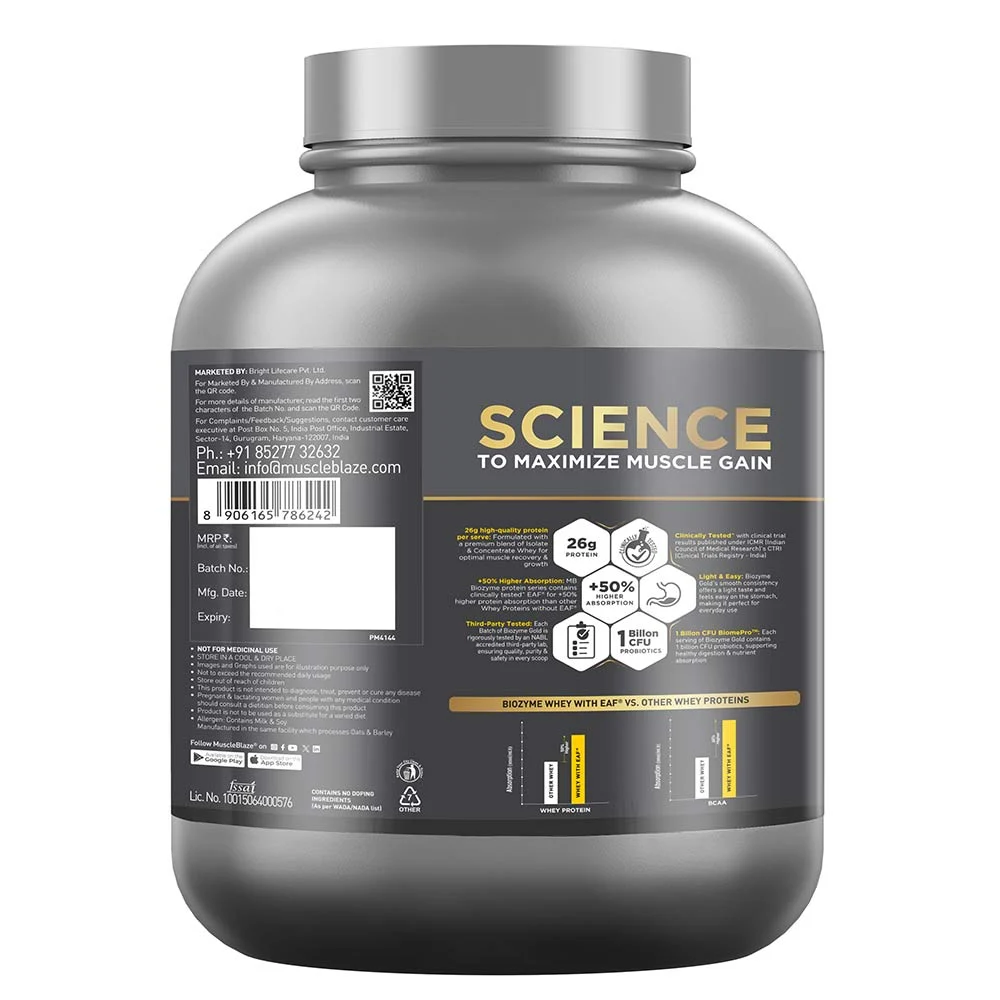 MARKETED BY: Bright Lifecare Pvt. Ltd.
For Marketed By & Manufactured By Address, scan
the QR code.
For more details of manufacturer, read the first two
characters of the Batch No. and scan the QR Code.
For Complaints/Feedback/Suggestions, contact customer care
executive at Post Box No. 5, India Post Office, Industrial Estate,
Sector-14, Gurugram, Haryana-122007, India
Ph.: +91 85277 32632
Email: info@muscleblaze.com
8 906165 786242
MRP ₹:
(incl. of all taxes)
Batch No.:
Mfg. Date:
Expiry:
PM4144
• NOT FOR MEDICINAL USE
• STORE IN A COOL & DRY PLACE
• Images and Graphs used are for illustration purpose only
• Not to exceed the recommended daily usage
• Store out of reach of children
• This product is not intended to diagnose, treat, prevent or cure any disease
• Pregnant & lactating women and people with any medical condition
should consult a dietitian before consuming this product
• Product is not to be used as a substitute for a varied diet
• Allergen: Contains Milk & Soy
Manufactured in the same facility which processes Oats & Barley
Follow MuscleBlaze® on
Available on the
Google Play
Download on the
App Store
fssai
Lic. No. 10015064000576
CONTAINS NO DOPING
INGREDIENTS
(As per WADA/NADA list)
7
OTHER
SCIENCE
TO MAXIMIZE MUSCLE GAIN
26g high-quality protein
per serve: Formulated with
a premium blend of Isolate
& Concentrate Whey for
optimal muscle recovery &
growth
26g
PROTEIN
CLINICALLY TESTED
Clinically Tested^ with clinical trial
results published under ICMR (Indian
Council of Medical Research)'s CTRI
(Clinical Trials Registry - India)
+50% Higher Absorption: MB
Biozyme protein series contains
clinically tested^ EAF® for +50%
higher protein absorption than other
Whey Proteins without EAF®
+50%
HIGHER
ABSORPTION
Light & Easy: Biozyme
Gold's smooth consistency
offers a light taste and
feels easy on the stomach,
making it perfect for
everyday use
Third-Party Tested: Each
Batch of Biozyme Gold is
rigorously tested by an NABL
accredited third-party lab,
ensuring quality, purity &
safety in every scoop
1 Billon
CFU
PROBIOTICS
1 Billion CFU BiomePro™: Each
serving of Biozyme Gold contains
1 billion CFU probiotics, supporting
healthy digestion & nutrient
absorption
BIOZYME WHEY WITH EAF® VS. OTHER WHEY PROTEINS
Absorption
OTHER WHEY
50%
higher
WHEY WITH EAF®
WHEY PROTEIN
Absorption
OTHER WHEY
higher
WHEY WITH EAF®
BCAA